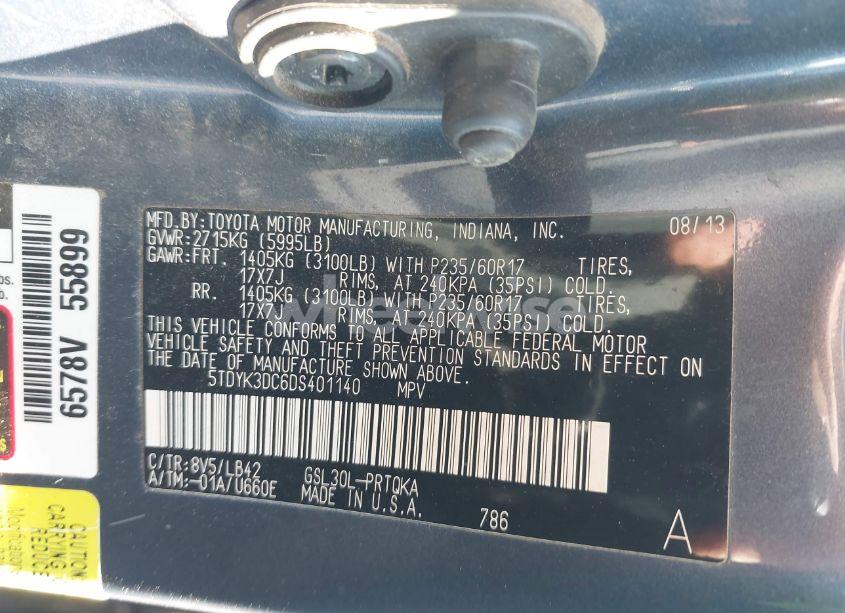 MFD.BY:TOYOTA MOTOR MANUFACTURING, INDIANA, INC. 08/13
GVWR:2715KG (5995LB)
GAWR:FRT. 1405KG (3100LB) WITH P235/60R17 TIRES,
17X7J RIMS, AT 240KPA (35PSI) COLD.
RR. 1405KG (3100LB) WITH P235/60R17 TIRES,
17X7J RIMS, AT 240KPA (35PSI) COLD.
THIS VEHICLE CONFORMS TO ALL APPLICABLE FEDERAL MOTOR
VEHICLE SAFETY AND THEFT PREVENTION STANDARDS IN EFFECT ON
THE DATE OF MANUFACTURE SHOWN ABOVE.
5TDYK3DC6DS401140 MPV
C/TR:8V5/LB42 GSL30L-PRTQKA
A/TM:-01A/U660E MADE IN U.S.A. 786 A
6578V 55899
bs.
CAUTION
CARRYING
REDUCE